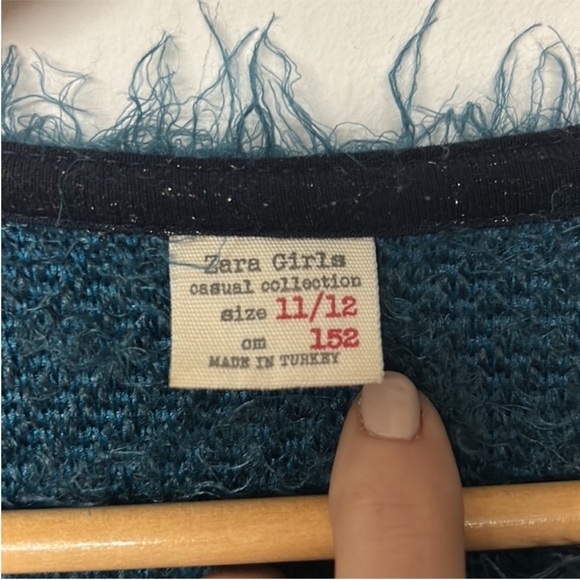 Zara Girls
casual collection
size 11/12
cm 152
MADE IN TURKEY